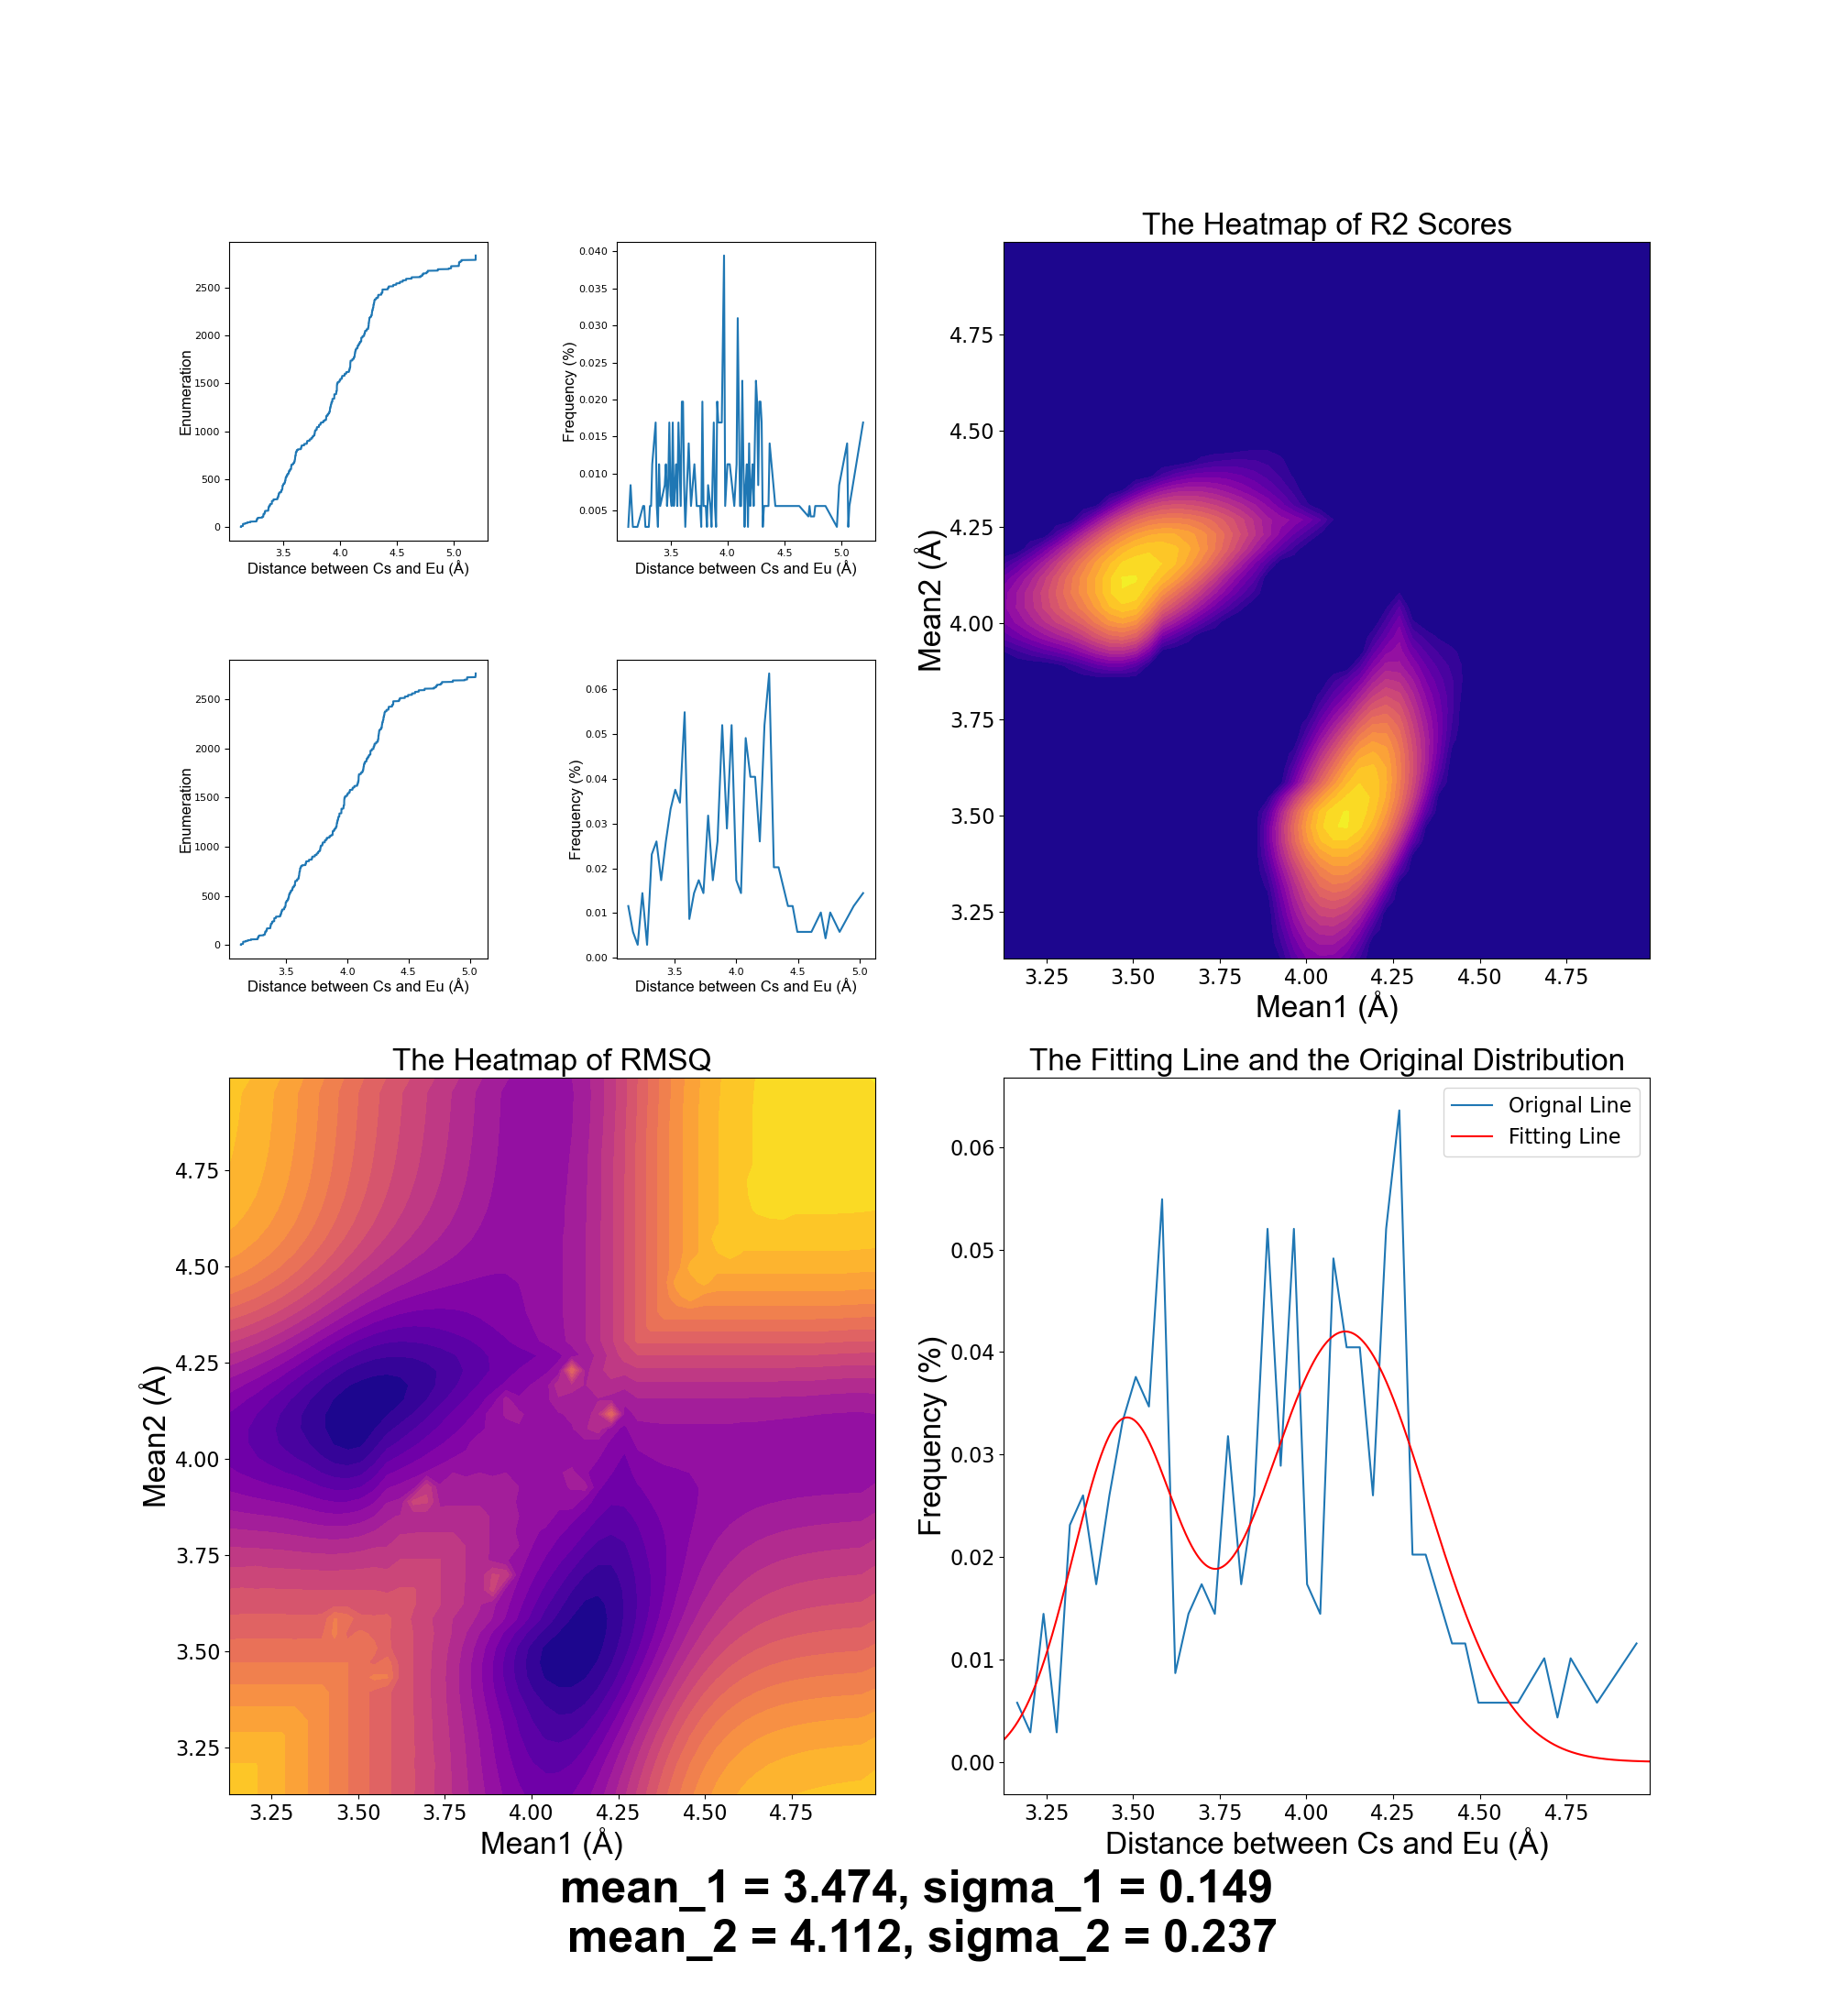 2500
2000
1500
1000
500
0
Enumeration
3.5 4.0 4.5 5.0
Distance between Cs and Eu (Å)
0.040
0.035
0.030
0.025
0.020
0.015
0.010
0.005
Frequency (%)
3.5 4.0 4.5 5.0
Distance between Cs and Eu (Å)
2500
2000
1500
1000
500
0
Enumeration
3.5 4.0 4.5 5.0
Distance between Cs and Eu (Å)
0.06
0.05
0.04
0.03
0.02
0.01
0.00
Frequency (%)
3.5 4.0 4.5 5.0
Distance between Cs and Eu (Å)
The Heatmap of R2 Scores
4.75
4.50
4.25
4.00
3.75
3.50
3.25
Mean2 (Å)
3.25 3.50 3.75 4.00 4.25 4.50 4.75
Mean1 (Å)
The Heatmap of RMSQ
4.75
4.50
4.25
4.00
3.75
3.50
3.25
Mean2 (Å)
3.25 3.50 3.75 4.00 4.25 4.50 4.75
Mean1 (Å)
The Fitting Line and the Original Distribution
Orignal Line
Fitting Line
0.06
0.05
0.04
0.03
0.02
0.01
0.00
Frequency (%)
3.25 3.50 3.75 4.00 4.25 4.50 4.75
Distance between Cs and Eu (Å)
mean_1 = 3.474, sigma_1 = 0.149
mean_2 = 4.112, sigma_2 = 0.237